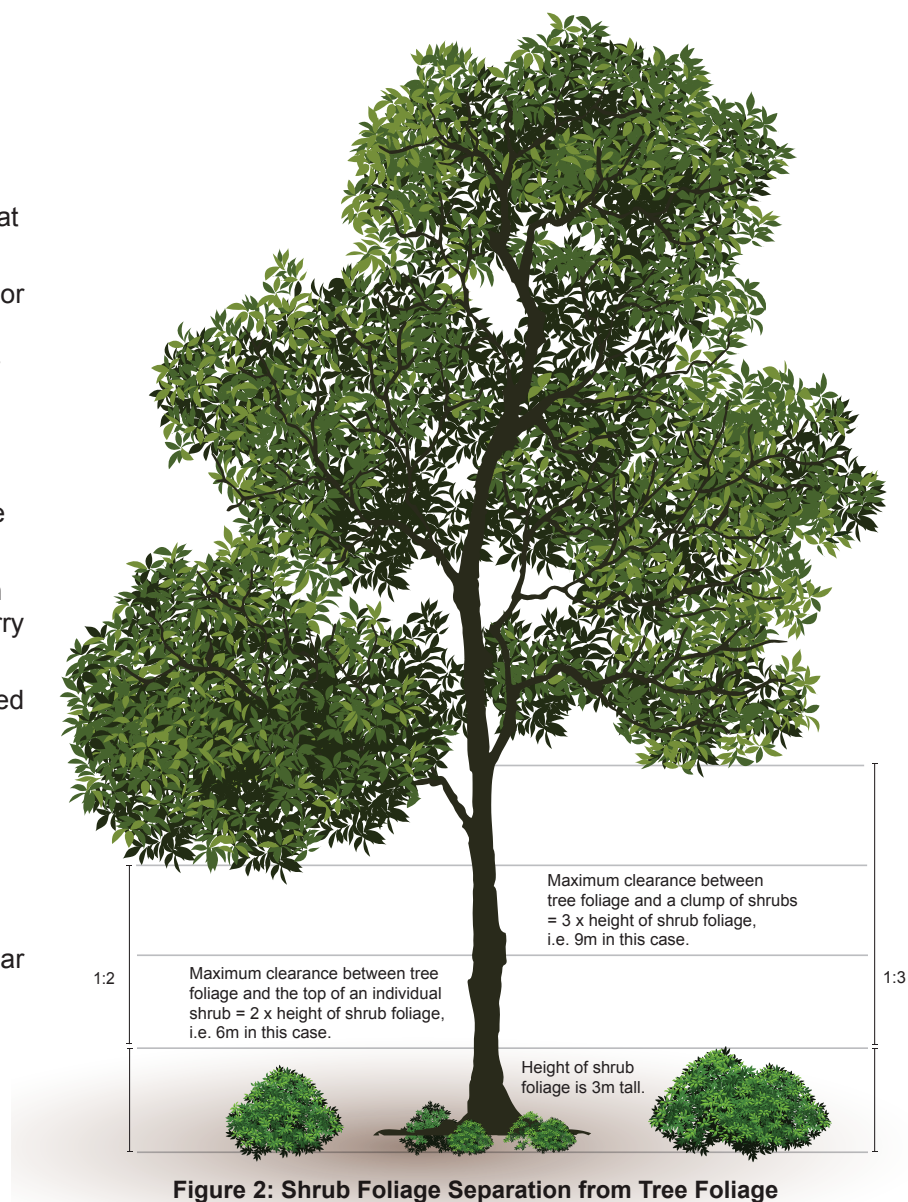 at
or
e
n
rry
ed
ar
Maximum clearance between
tree foliage and a clump of shrubs
= 3 x height of shrub foliage,
i.e. 9m in this case.
1:2
1:3
Maximum clearance between tree
foliage and the top of an individual
shrub = 2 x height of shrub foliage,
i.e. 6m in this case.
Height of shrub
foliage is 3m tall.
Figure 2: Shrub Foliage Separation from Tree Foliage